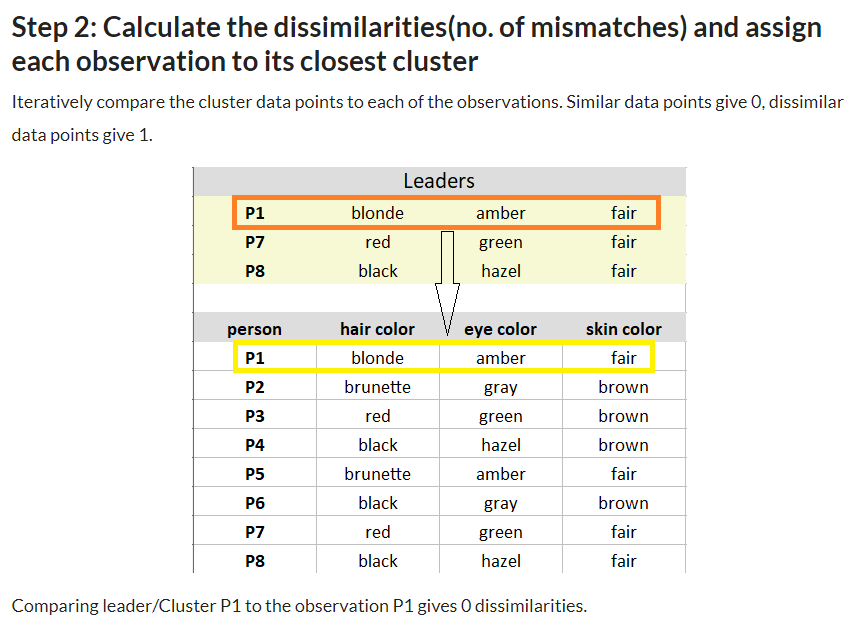 Step 2: Calculate the dissimilarities(no. of mismatches) and assign
each observation to its closest cluster
Iteratively compare the cluster data points to each of the observations. Similar data points give 0, dissimilar
data points give 1.
Leaders
P1 blonde amber fair
P7 red green fair
P8 black hazel fair
person hair color eye color skin color
P1 blonde amber fair
P2 brunette gray brown
P3 red green brown
P4 black hazel brown
P5 brunette amber fair
P6 black gray brown
P7 red green fair
P8 black hazel fair
Comparing leader/Cluster P1 to the observation P1 gives 0 dissimilarities.